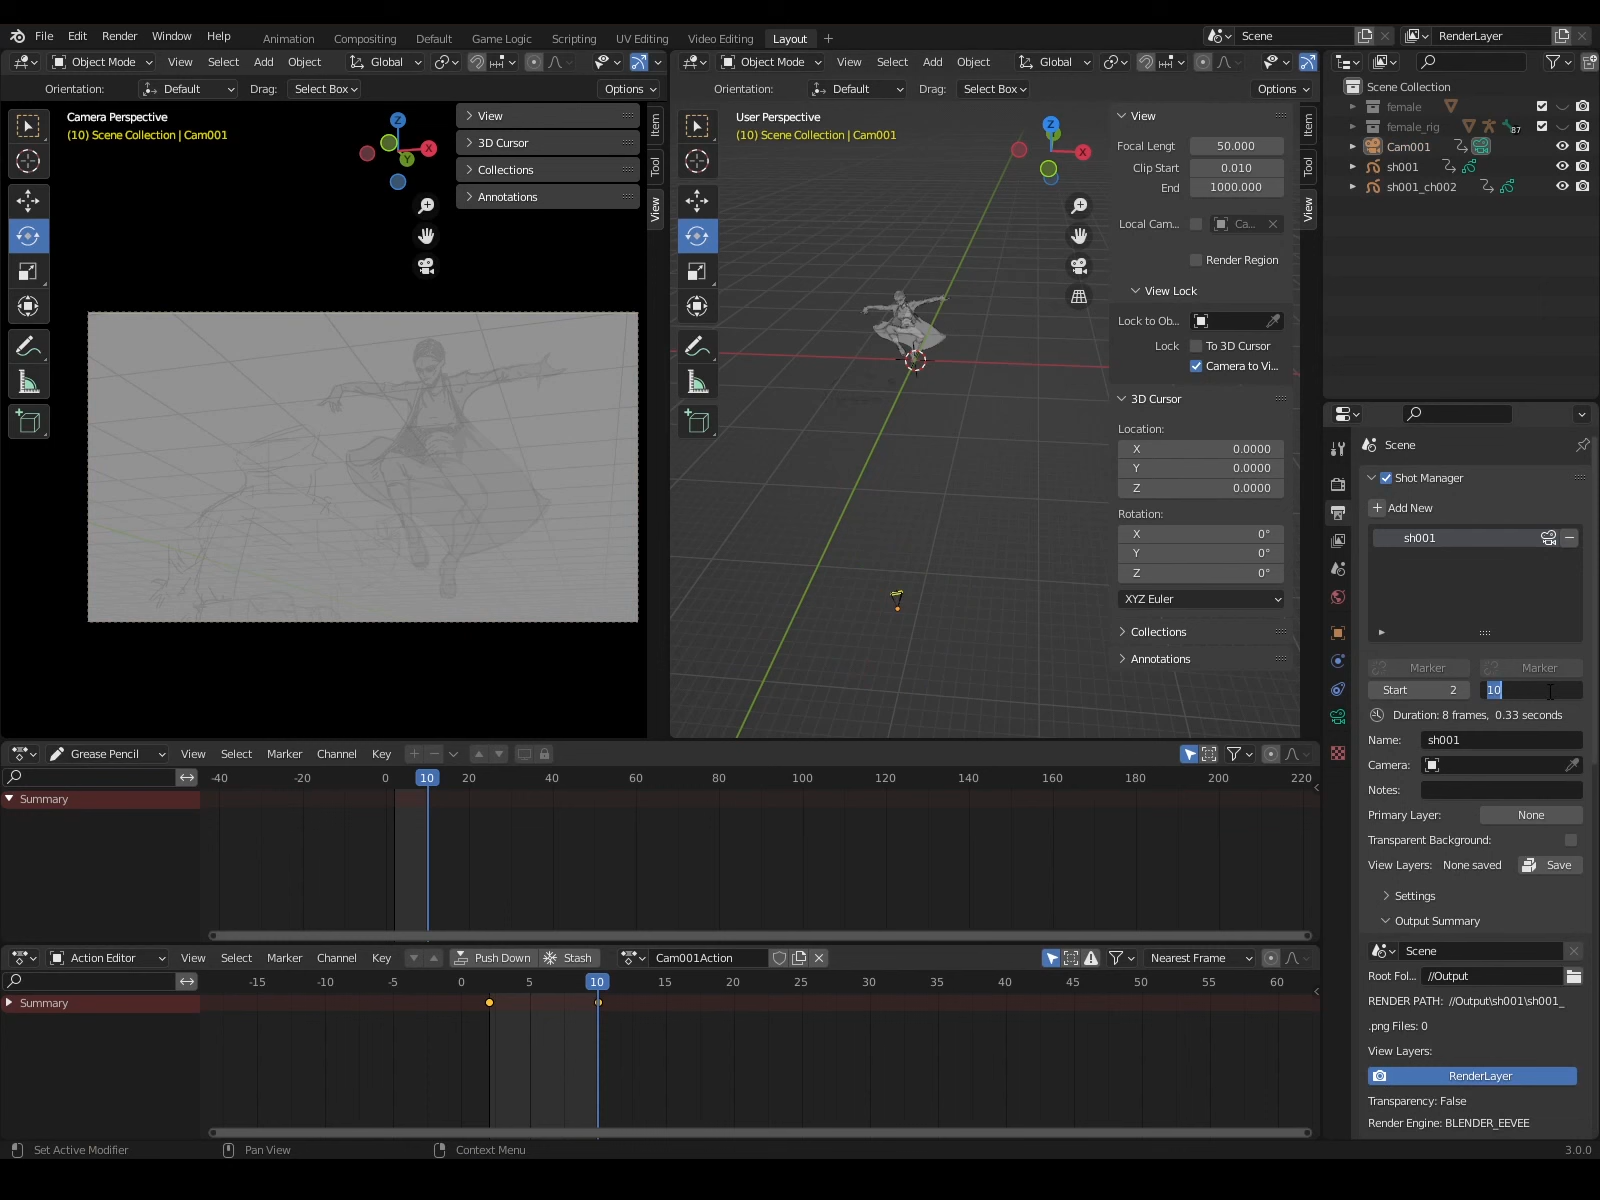 File Edit Render Window Help Animation Compositing Default Game Logic Scripting UV Editing Video Editing Layout + Scene RenderLayer
Object Mode View Select Add Object Global
Orientation: Default Drag: Select Box Options
Camera Perspective
(10) Scene Collection | Cam001
Z
X
Y
View
3D Cursor
Collections
Annotations
Item
Tool
View
Object Mode View Select Add Object Global
Orientation: Default Drag: Select Box Options
User Perspective
(10) Scene Collection | Cam001
Z
X
View
Focal Lengt 50.000
Clip Start 0.010
End 1000.000
Local Cam... Ca...
Render Region
View Lock
Lock to Ob...
Lock To 3D Cursor
Camera to Vi...
3D Cursor
Location:
X 0.0000
Y 0.0000
Z 0.0000
Rotation:
X 0°
Y 0°
Z 0°
XYZ Euler
Collections
Annotations
Item
Tool
View
Scene Collection
female
female_rig 87
Cam001
sh001
sh001_ch002
Scene
Shot Manager
Add New
sh001
Marker Marker
Start 2 10
Duration: 8 frames, 0.33 seconds
Name: sh001
Camera:
Notes:
Primary Layer: None
Transparent Background:
View Layers: None saved Save
Settings
Output Summary
Scene
Root Fol... //Output
RENDER PATH: //Output\sh001\sh001_
.png Files: 0
View Layers:
RenderLayer
Transparency: False
Render Engine: BLENDER_EEVEE
Grease Pencil View Select Marker Channel Key
-40 -20 0 10 20 40 60 80 100 120 140 160 180 200 220
Summary
Action Editor View Select Marker Channel Key Push Down Stash Cam001Action Nearest Frame
-15 -10 -5 0 5 10 15 20 25 30 35 40 45 50 55 60
Summary
Set Active Modifier Pan View Context Menu 3.0.0